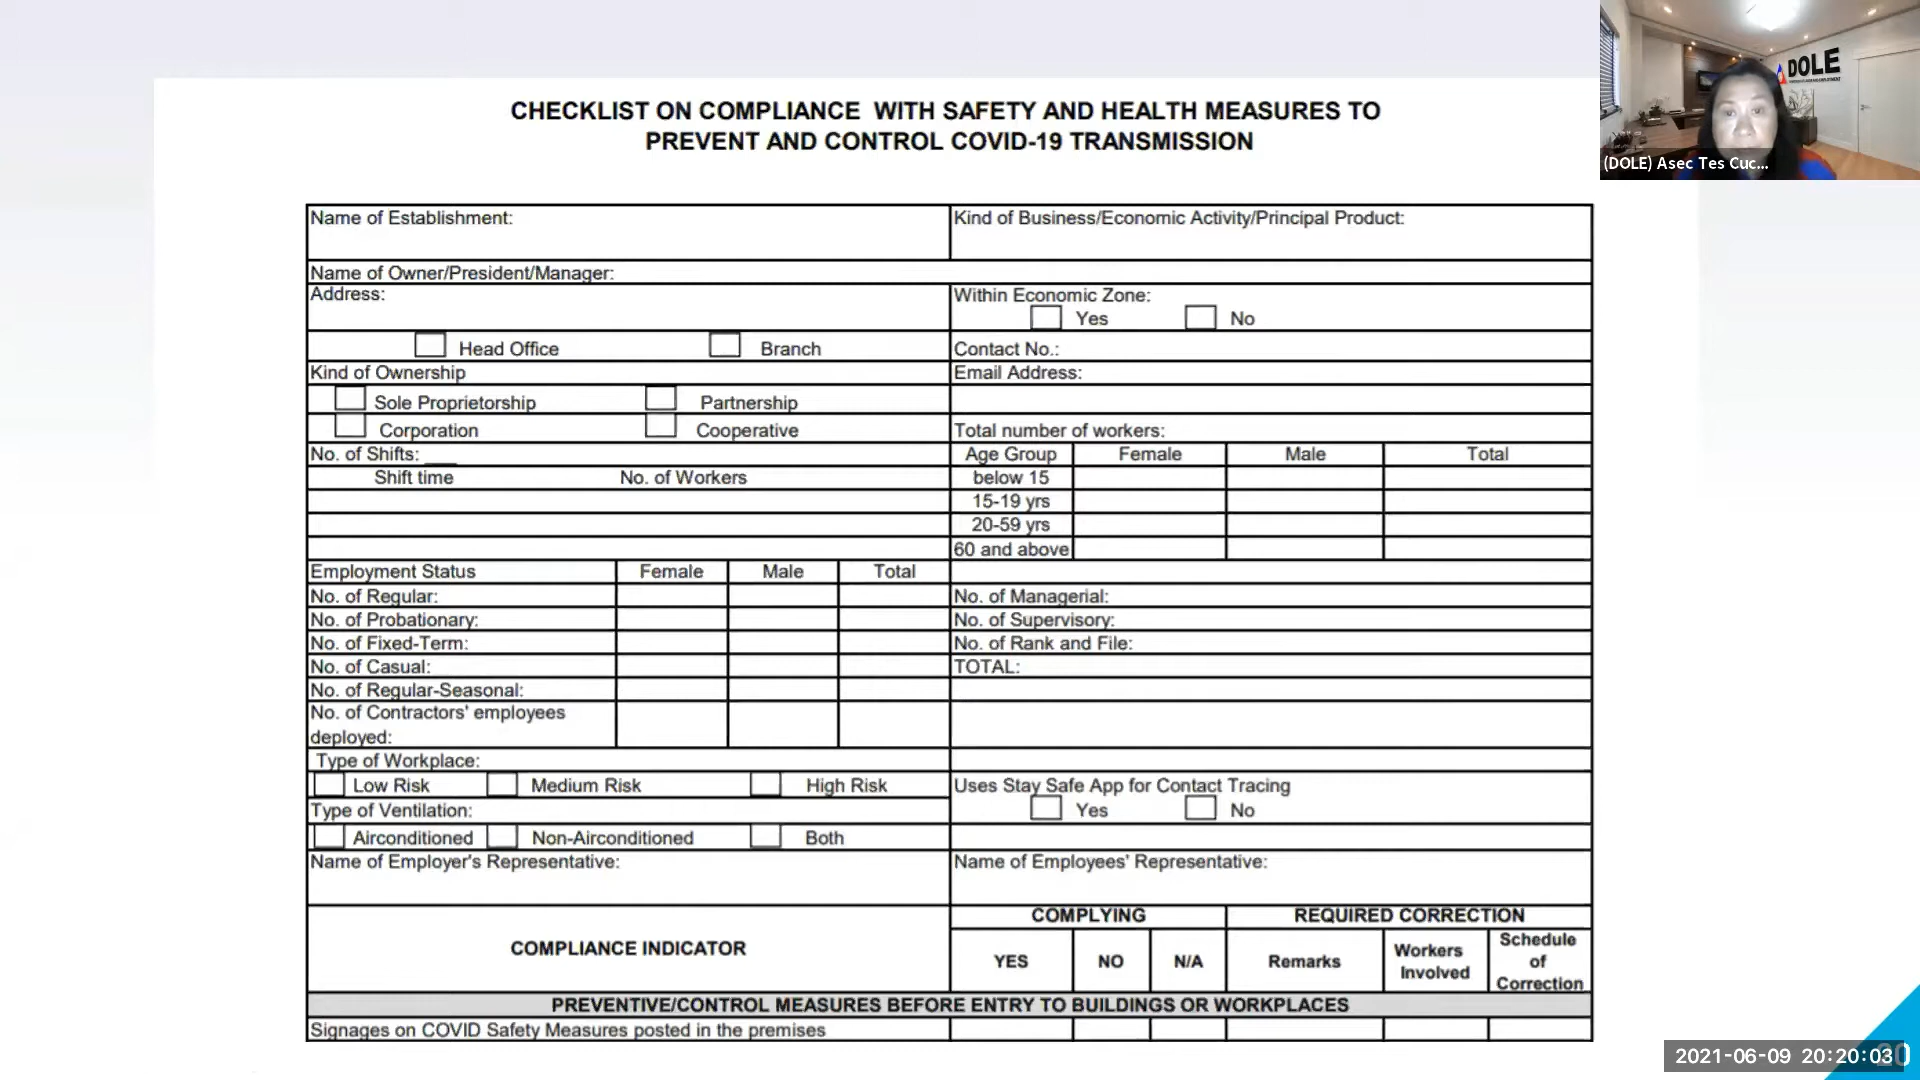 DOLE
(DOLE) Asec Tes Cuc...
CHECKLIST ON COMPLIANCE WITH SAFETY AND HEALTH MEASURES TO
PREVENT AND CONTROL COVID-19 TRANSMISSION
Name of Establishment: Kind of Business/Economic Activity/Principal Product:
Name of Owner/President/Manager:
Address: Within Economic Zone:
Yes No
Head Office Branch Contact No.:
Kind of Ownership Email Address:
Sole Proprietorship Partnership
Corporation Cooperative Total number of workers:
No. of Shifts: ___ Age Group Female Male Total
Shift time No. of Workers below 15
15-19 yrs
20-59 yrs
60 and above
Employment Status Female Male Total
No. of Regular: No. of Managerial:
No. of Probationary: No. of Supervisory:
No. of Fixed-Term: No. of Rank and File:
No. of Casual: TOTAL:
No. of Regular-Seasonal:
No. of Contractors' employees
deployed:
Type of Workplace:
Low Risk Medium Risk High Risk Uses Stay Safe App for Contact Tracing
Type of Ventilation: Yes No
Airconditioned Non-Airconditioned Both
Name of Employer's Representative: Name of Employees' Representative:
COMPLYING REQUIRED CORRECTION
COMPLIANCE INDICATOR YES NO N/A Remarks Workers Involved Schedule of Correction
PREVENTIVE/CONTROL MEASURES BEFORE ENTRY TO BUILDINGS OR WORKPLACES
Signages on COVID Safety Measures posted in the premises
2021-06-09 20:20:03